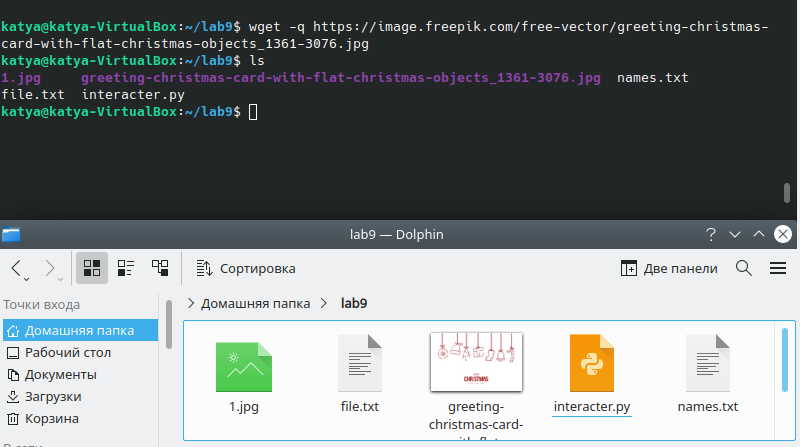 katya@katya-VirtualBox:~/lab9$ wget -q https://image.freepik.com/free-vector/greeting-christmas-
card-with-flat-christmas-objects_1361-3076.jpg
katya@katya-VirtualBox:~/lab9$ ls
1.jpg     greeting-christmas-card-with-flat-christmas-objects_1361-3076.jpg  names.txt
file.txt  interacter.py
katya@katya-VirtualBox:~/lab9$
lab9 — Dolphin
Сортировка
Две панели
Точки входа
Домашняя папка
Рабочий стол
Документы
Загрузки
Корзина
> Домашняя папка > lab9
1.jpg
file.txt
CHRISTMAS
greeting-
christmas-card-
interacter.py
names.txt